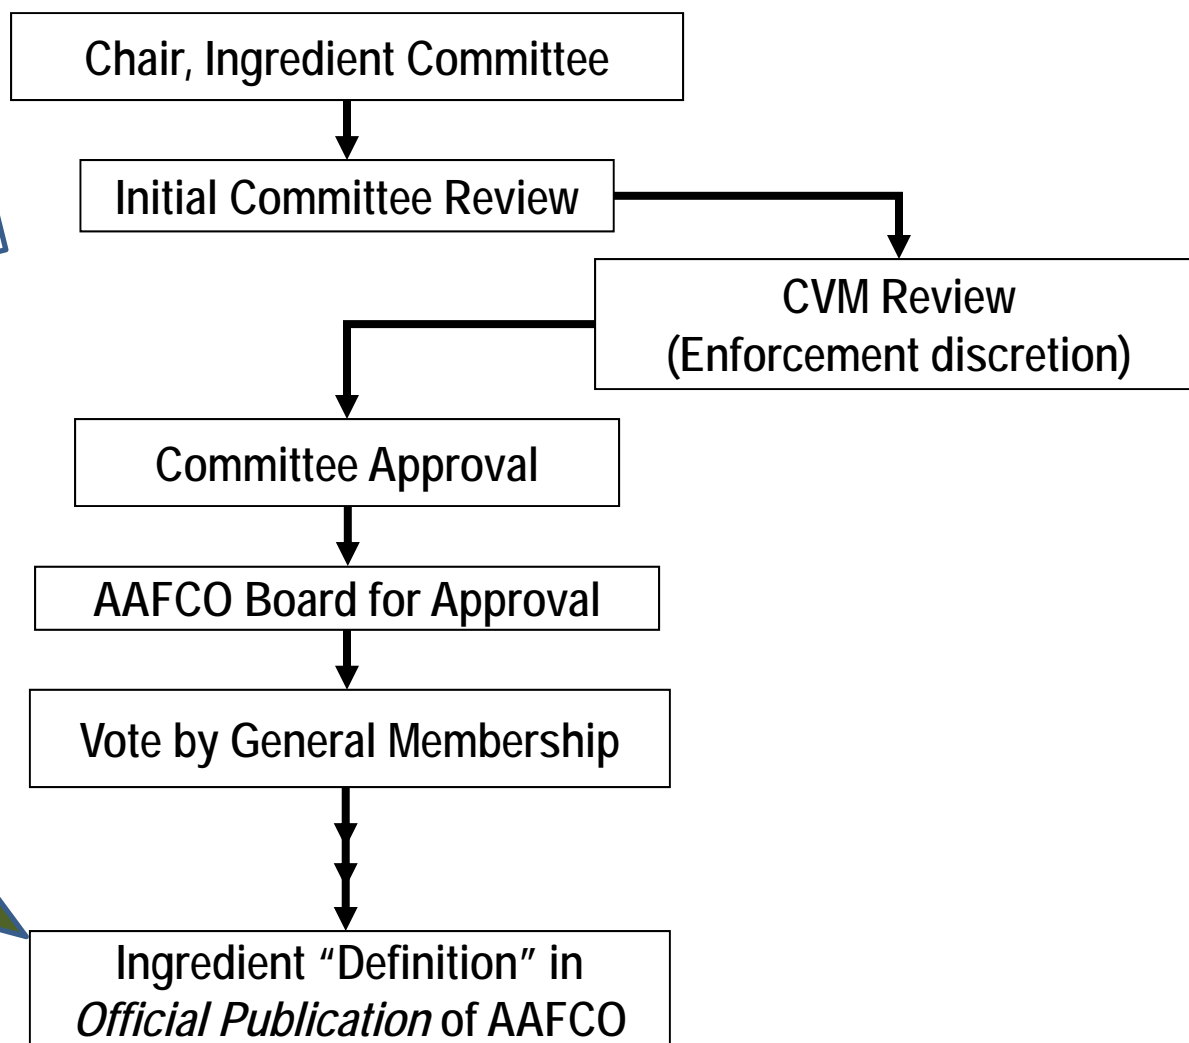 Chair, Ingredient Committee
Initial Committee Review
CVM Review
(Enforcement discretion)
Committee Approval
AAFCO Board for Approval
Vote by General Membership
Ingredient “Definition” in
Official Publication of AAFCO